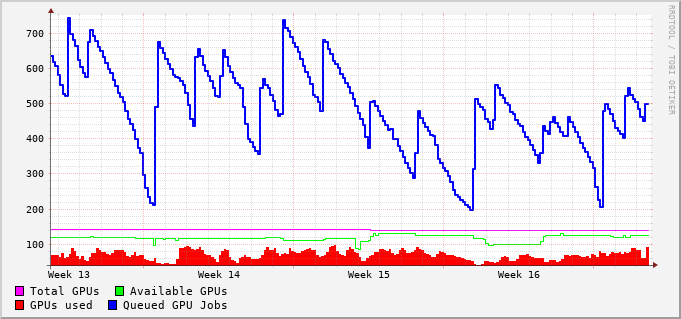 RRDTOOL / TOBI OETIKER
700
600
500
400
300
200
100
Week 13 Week 14 Week 15 Week 16
Total GPUs Available GPUs
GPUs used Queued GPU Jobs